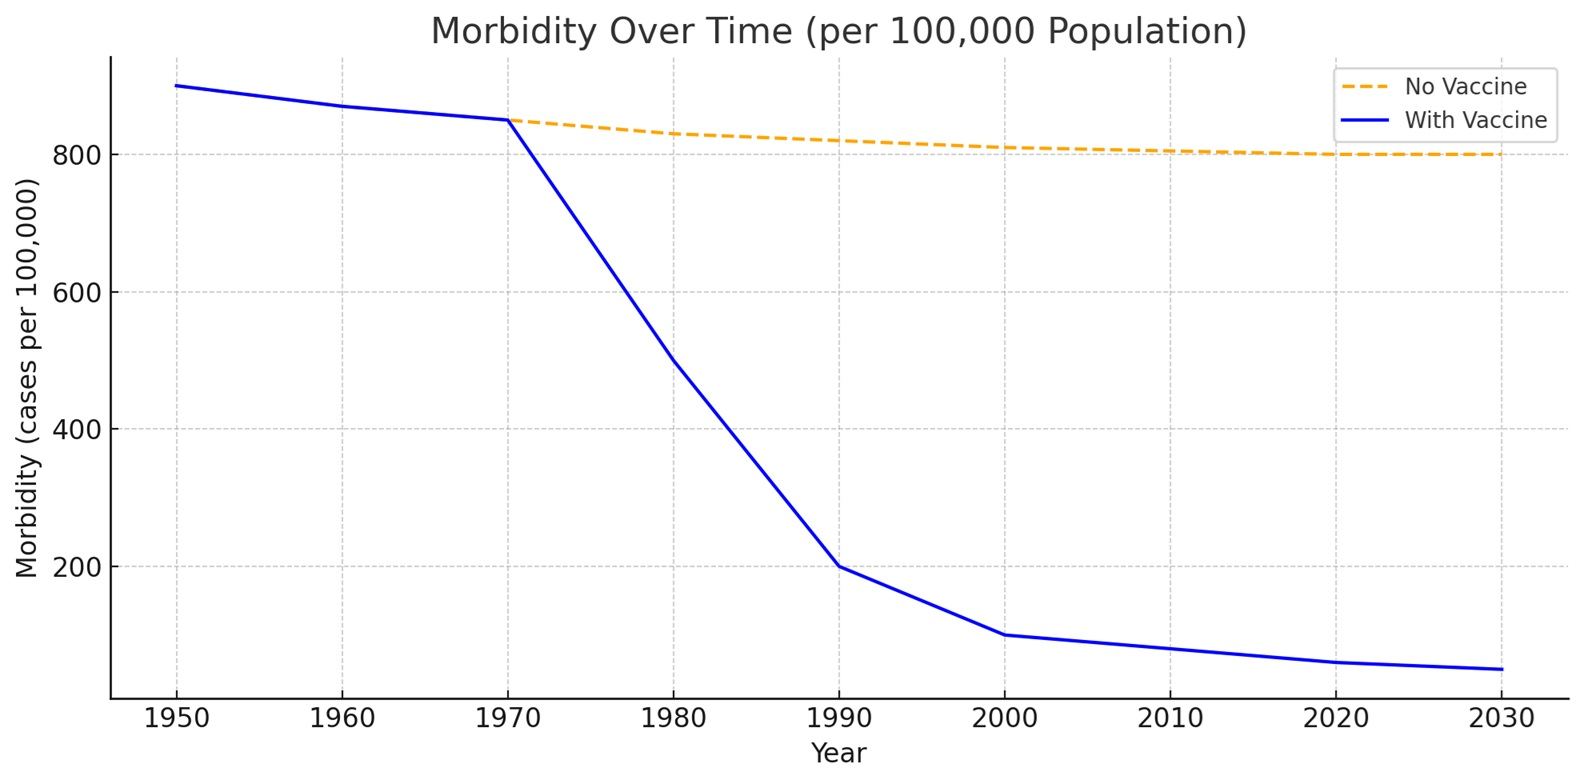 Morbidity Over Time (per 100,000 Population)
No Vaccine
With Vaccine
Morbidity (cases per 100,000)
800
600
400
200
1950 1960 1970 1980 1990 2000 2010 2020 2030
Year